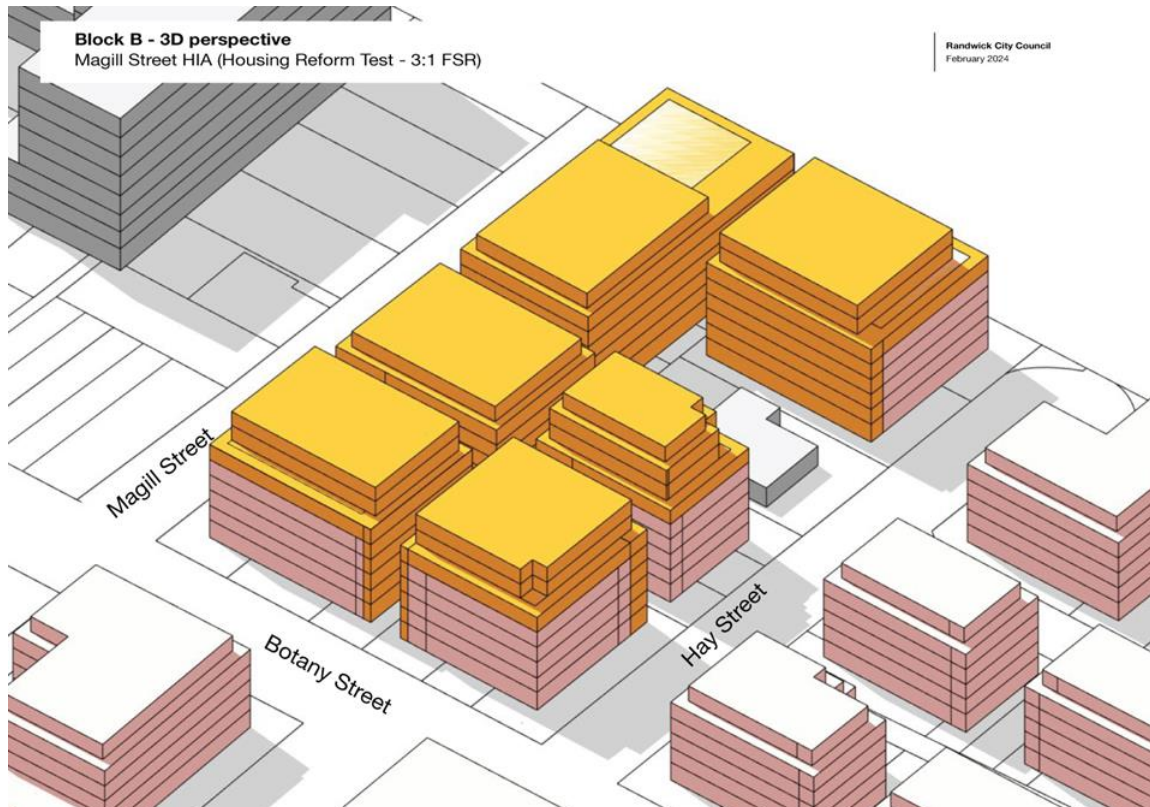 Block B - 3D perspective
Magill Street HIA (Housing Reform Test - 3:1 FSR)
Randwick City Council
February 2024
Magill Street
Botany Street
Hay Street